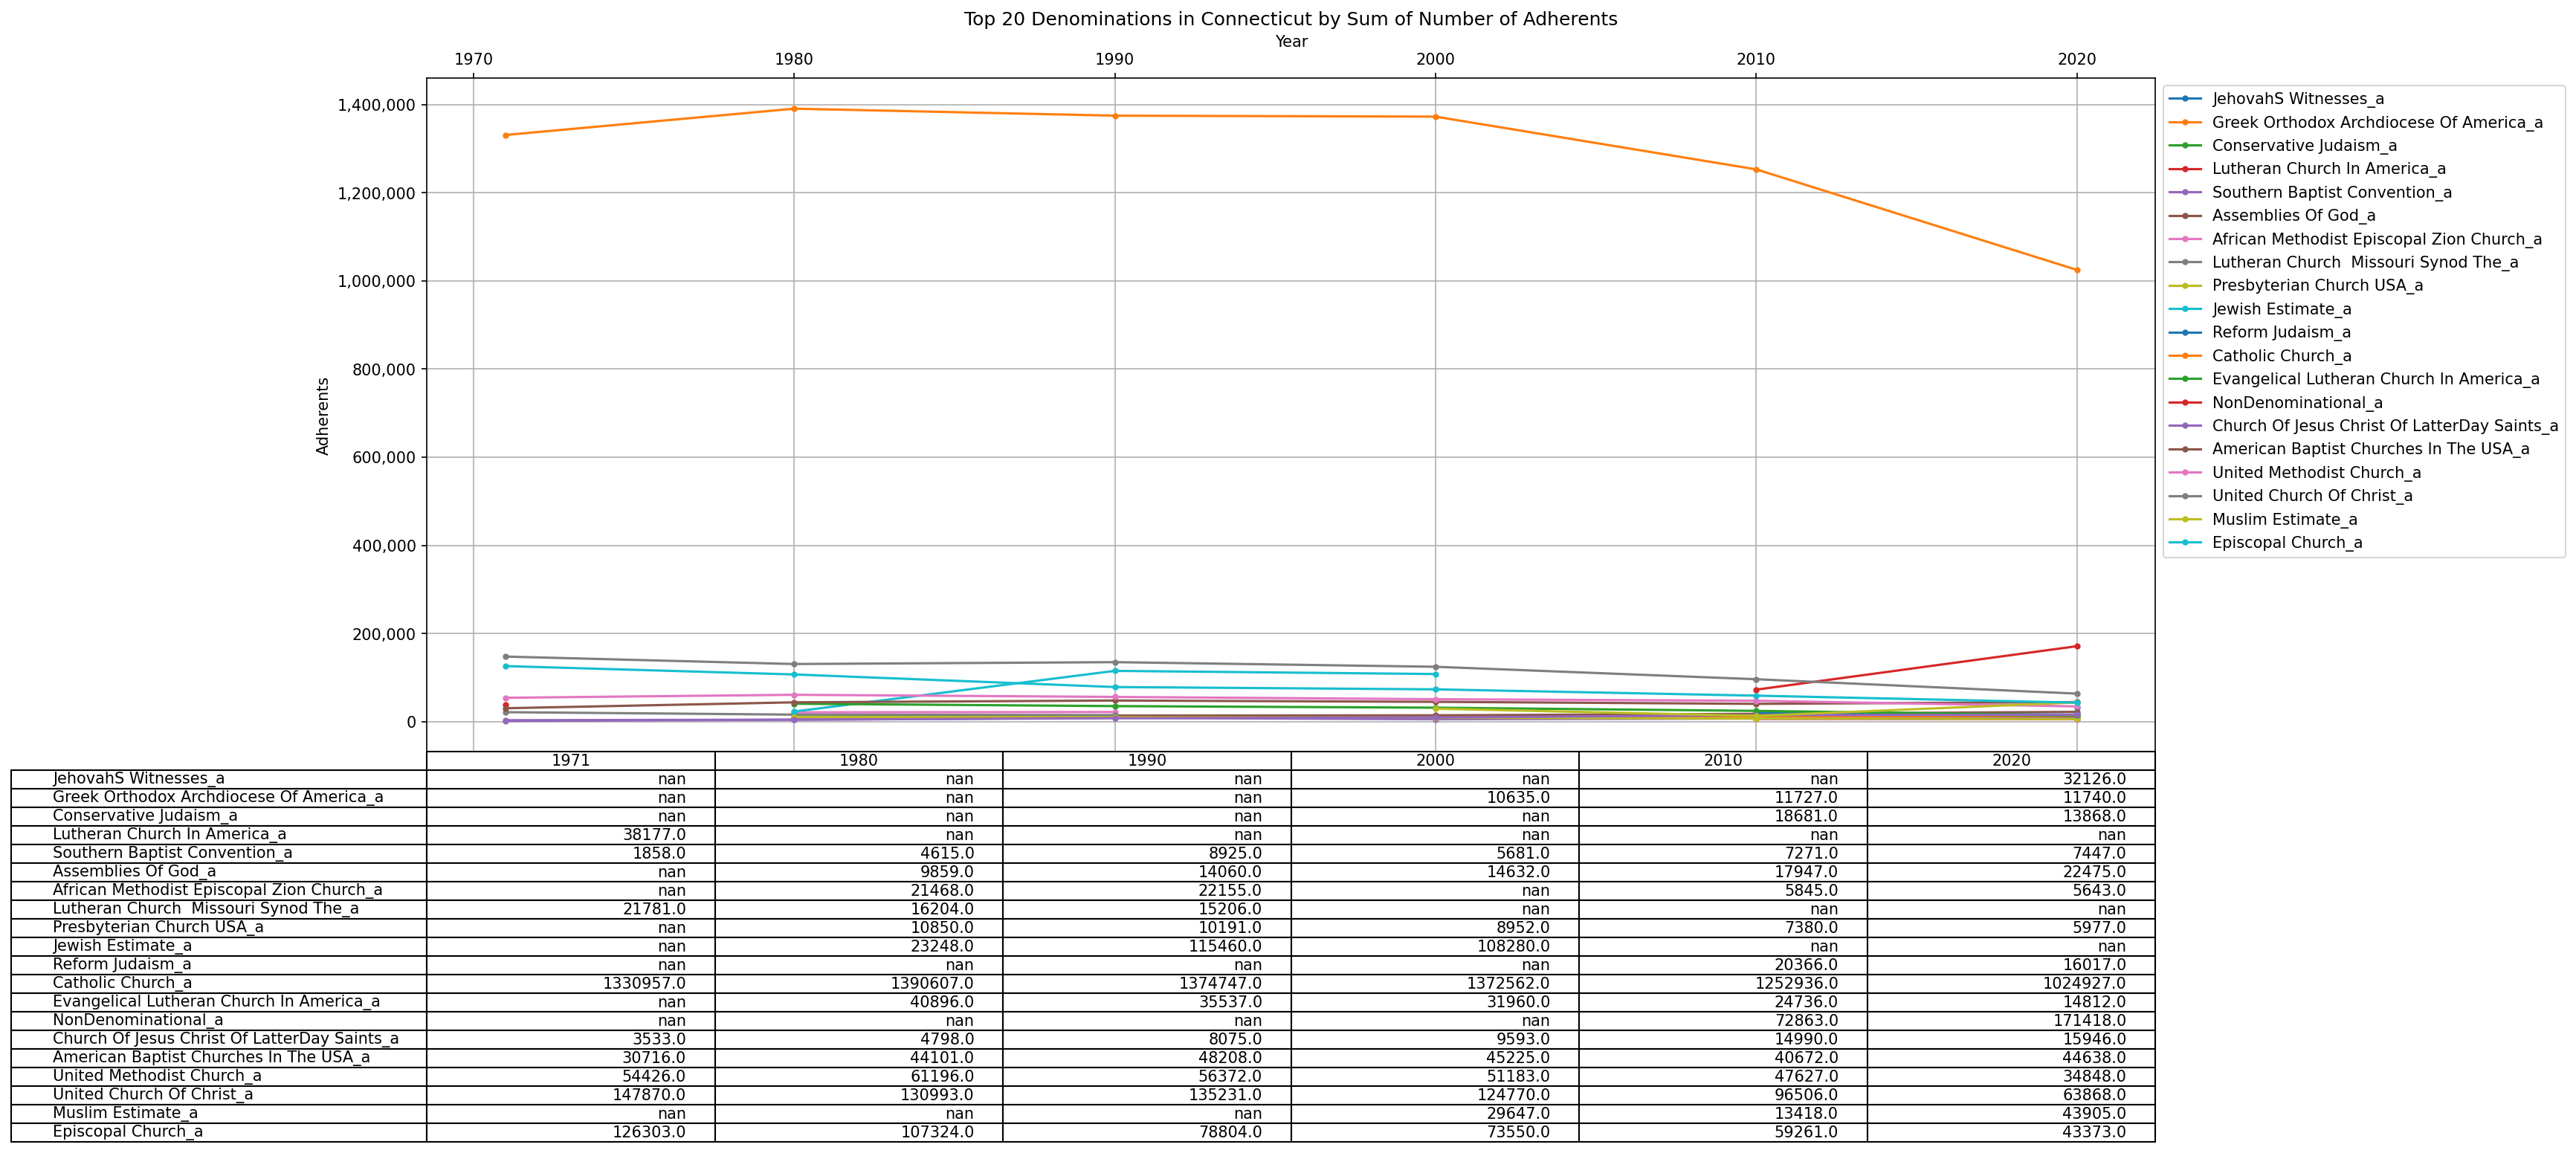 Top 20 Denominations in Connecticut by Sum of Number of Adherents
Year
1970 1980 1990 2000 2010 2020
1,400,000
1,200,000
1,000,000
800,000
600,000
400,000
200,000
0
Adherents
JehovahS Witnesses_a
Greek Orthodox Archdiocese Of America_a
Conservative Judaism_a
Lutheran Church In America_a
Southern Baptist Convention_a
Assemblies Of God_a
African Methodist Episcopal Zion Church_a
Lutheran Church  Missouri Synod The_a
Presbyterian Church USA_a
Jewish Estimate_a
Reform Judaism_a
Catholic Church_a
Evangelical Lutheran Church In America_a
NonDenominational_a
Church Of Jesus Christ Of LatterDay Saints_a
American Baptist Churches In The USA_a
United Methodist Church_a
United Church Of Christ_a
Muslim Estimate_a
Episcopal Church_a
1971 1980 1990 2000 2010 2020
JehovahS Witnesses_a nan nan nan nan nan 32126.0
Greek Orthodox Archdiocese Of America_a nan nan nan 10635.0 11727.0 11740.0
Conservative Judaism_a nan nan nan nan 18681.0 13868.0
Lutheran Church In America_a 38177.0 nan nan nan nan nan
Southern Baptist Convention_a 1858.0 4615.0 8925.0 5681.0 7271.0 7447.0
Assemblies Of God_a nan 9859.0 14060.0 14632.0 17947.0 22475.0
African Methodist Episcopal Zion Church_a nan 21468.0 22155.0 nan 5845.0 5643.0
Lutheran Church  Missouri Synod The_a 21781.0 16204.0 15206.0 nan nan nan
Presbyterian Church USA_a nan 10850.0 10191.0 8952.0 7380.0 5977.0
Jewish Estimate_a nan 23248.0 115460.0 108280.0 nan nan
Reform Judaism_a nan nan nan nan 20366.0 16017.0
Catholic Church_a 1330957.0 1390607.0 1374747.0 1372562.0 1252936.0 1024927.0
Evangelical Lutheran Church In America_a nan 40896.0 35537.0 31960.0 24736.0 14812.0
NonDenominational_a nan nan nan nan 72863.0 171418.0
Church Of Jesus Christ Of LatterDay Saints_a 3533.0 4798.0 8075.0 9593.0 14990.0 15946.0
American Baptist Churches In The USA_a 30716.0 44101.0 48208.0 45225.0 40672.0 44638.0
United Methodist Church_a 54426.0 61196.0 56372.0 51183.0 47627.0 34848.0
United Church Of Christ_a 147870.0 130993.0 135231.0 124770.0 96506.0 63868.0
Muslim Estimate_a nan nan nan 29647.0 13418.0 43905.0
Episcopal Church_a 126303.0 107324.0 78804.0 73550.0 59261.0 43373.0